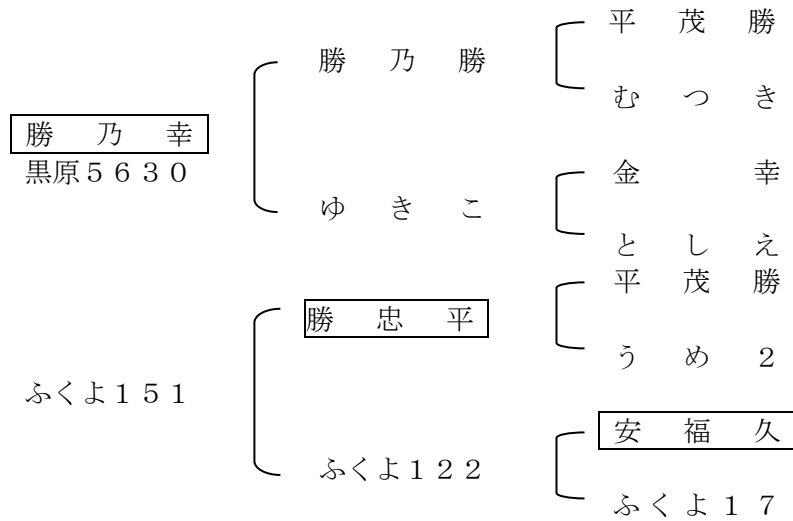 平　茂　勝
勝　乃　勝
む　つ　き
勝　乃　幸
黒原５６３０
金　　　幸
ゆ　き　こ
と　し　え
平　茂　勝
勝　忠　平
う　め　２
ふくよ１５１
安　福　久
ふくよ１２２
ふくよ１７